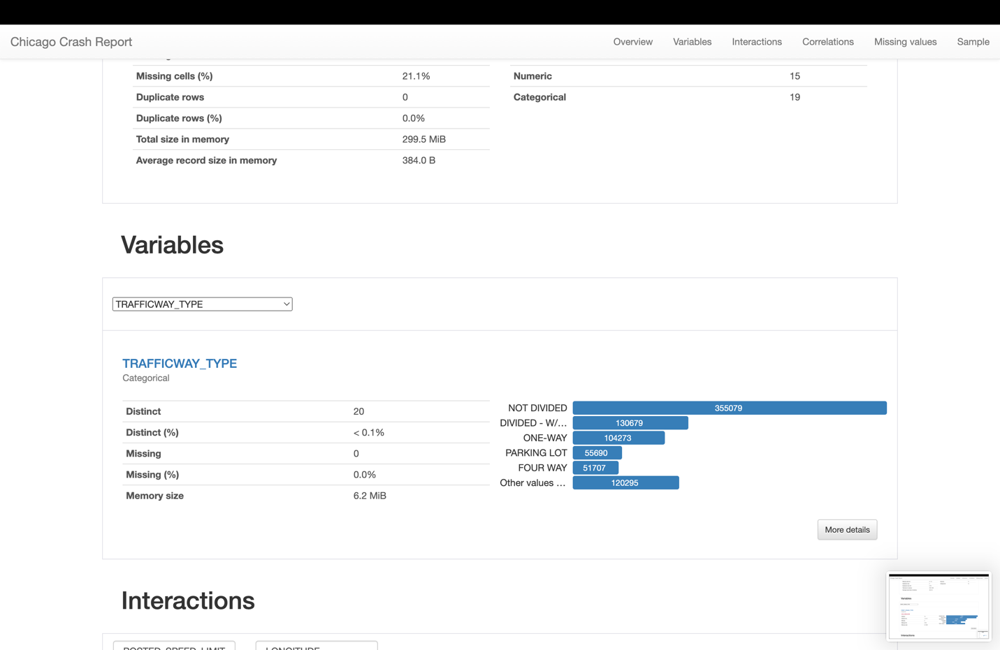 Chicago Crash Report
Overview Variables Interactions Correlations Missing values Sample
Missing cells (%) 21.1% Numeric 15
Duplicate rows 0 Categorical 19
Duplicate rows (%) 0.0%
Total size in memory 299.5 MiB
Average record size in memory 384.0 B
Variables
TRAFFICWAY_TYPE
TRAFFICWAY_TYPE
Categorical
Distinct 20
Distinct (%) < 0.1%
Missing 0
Missing (%) 0.0%
Memory size 6.2 MiB
NOT DIVIDED 355079
DIVIDED - W/... 130679
ONE-WAY 104273
PARKING LOT 55690
FOUR WAY 51707
Other values ... 120295
More details
Interactions
POSTED_SPEED_LIMIT LONGITUDE